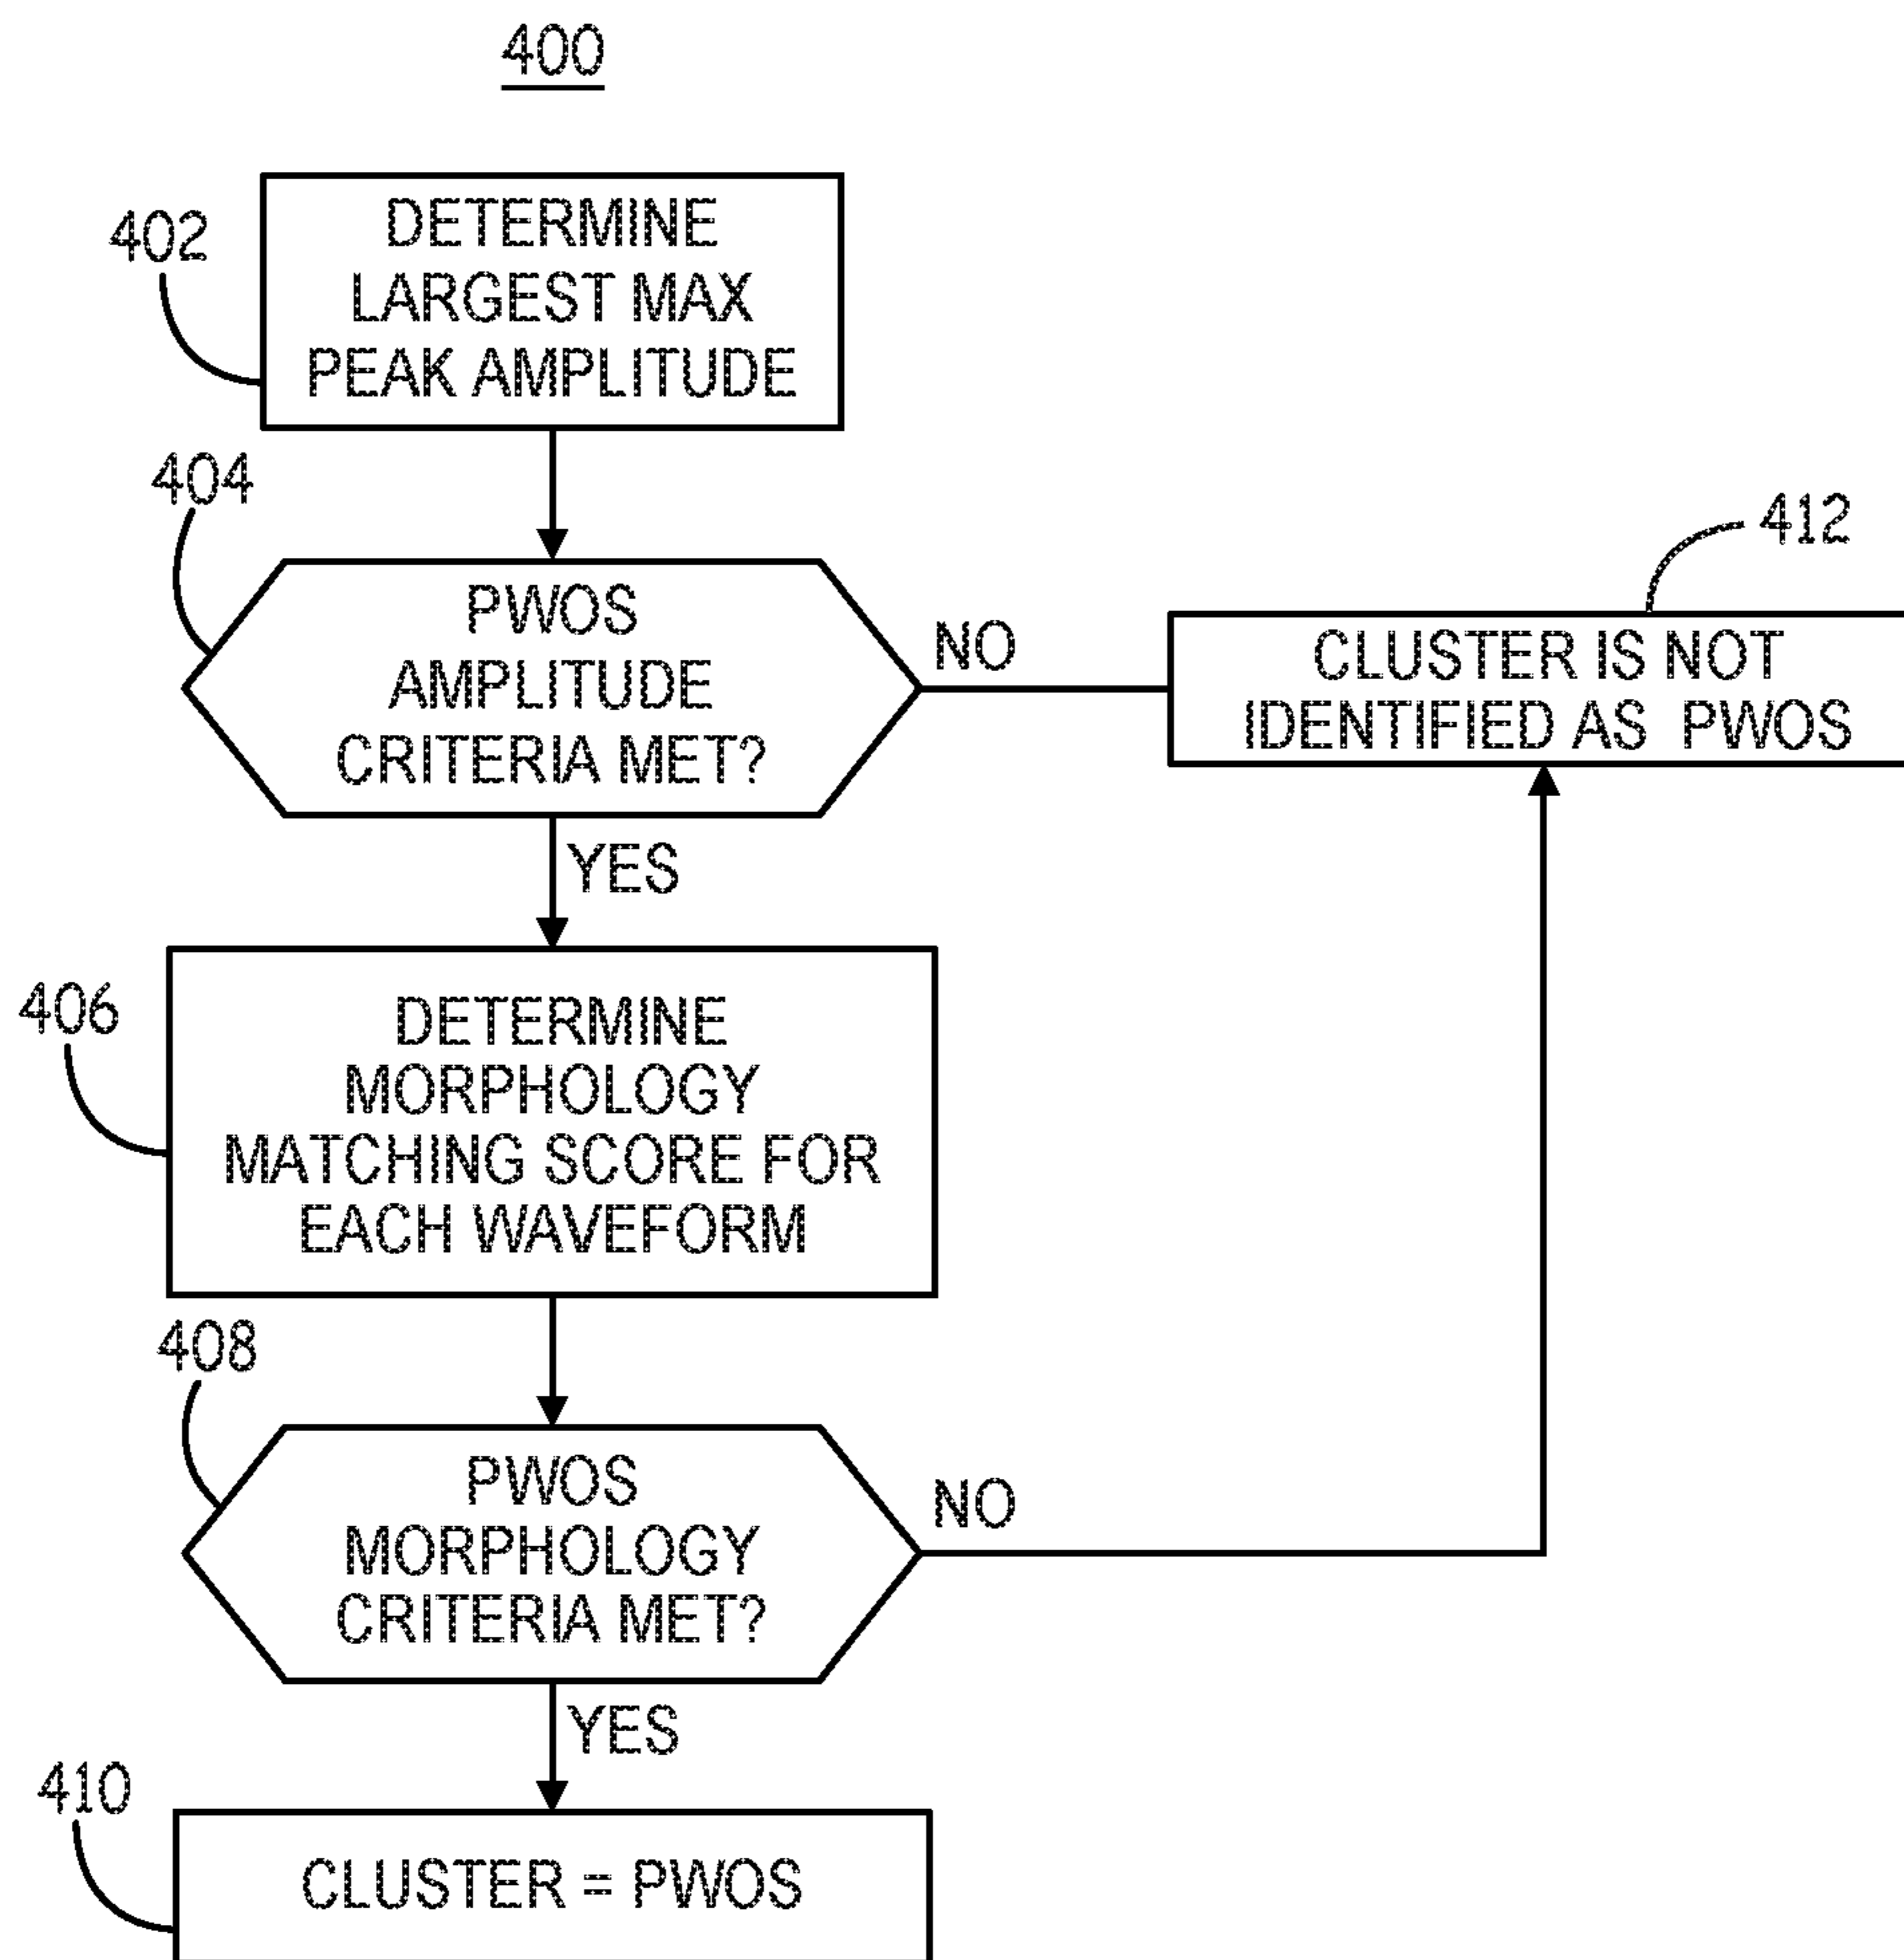 400
402
DETERMINE
LARGEST MAX
PEAK AMPLITUDE
404
PWOS
AMPLITUDE
CRITERIA MET?
NO
412
CLUSTER IS NOT
IDENTIFIED AS PWOS
YES
406
DETERMINE
MORPHOLOGY
MATCHING SCORE FOR
EACH WAVEFORM
408
PWOS
MORPHOLOGY
CRITERIA MET?
NO
YES
410
CLUSTER = PWOS